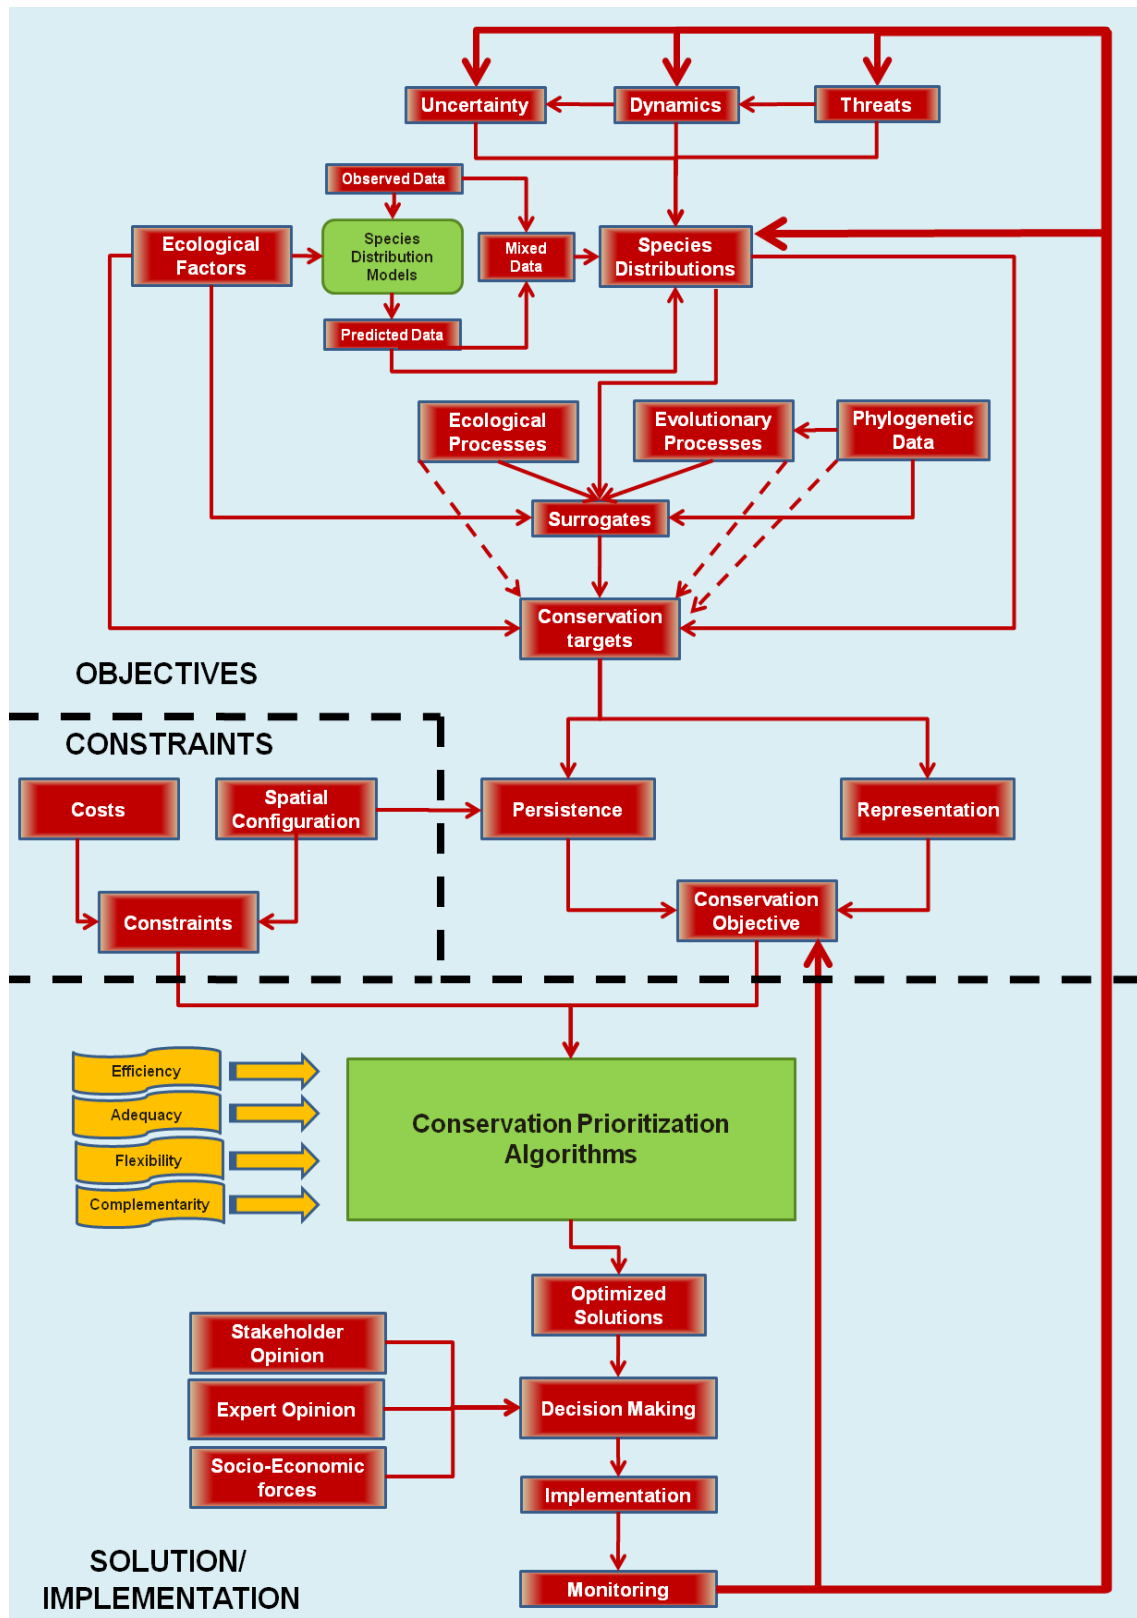 Uncertainty
Dynamics
Threats
Observed Data
Ecological
Factors
Species
Distribution
Models
Mixed
Data
Species
Distributions
Predicted Data
Ecological
Processes
Evolutionary
Processes
Phylogenetic
Data
Surrogates
Conservation
targets
OBJECTIVES
CONSTRAINTS
Costs
Spatial
Configuration
Persistence
Representation
Constraints
Conservation
Objective
Efficiency
Adequacy
Flexibility
Complementarity
Conservation Prioritization
Algorithms
Optimized
Solutions
Stakeholder
Opinion
Expert Opinion
Socio-Economic
forces
Decision Making
Implementation
Monitoring
SOLUTION/
IMPLEMENTATION